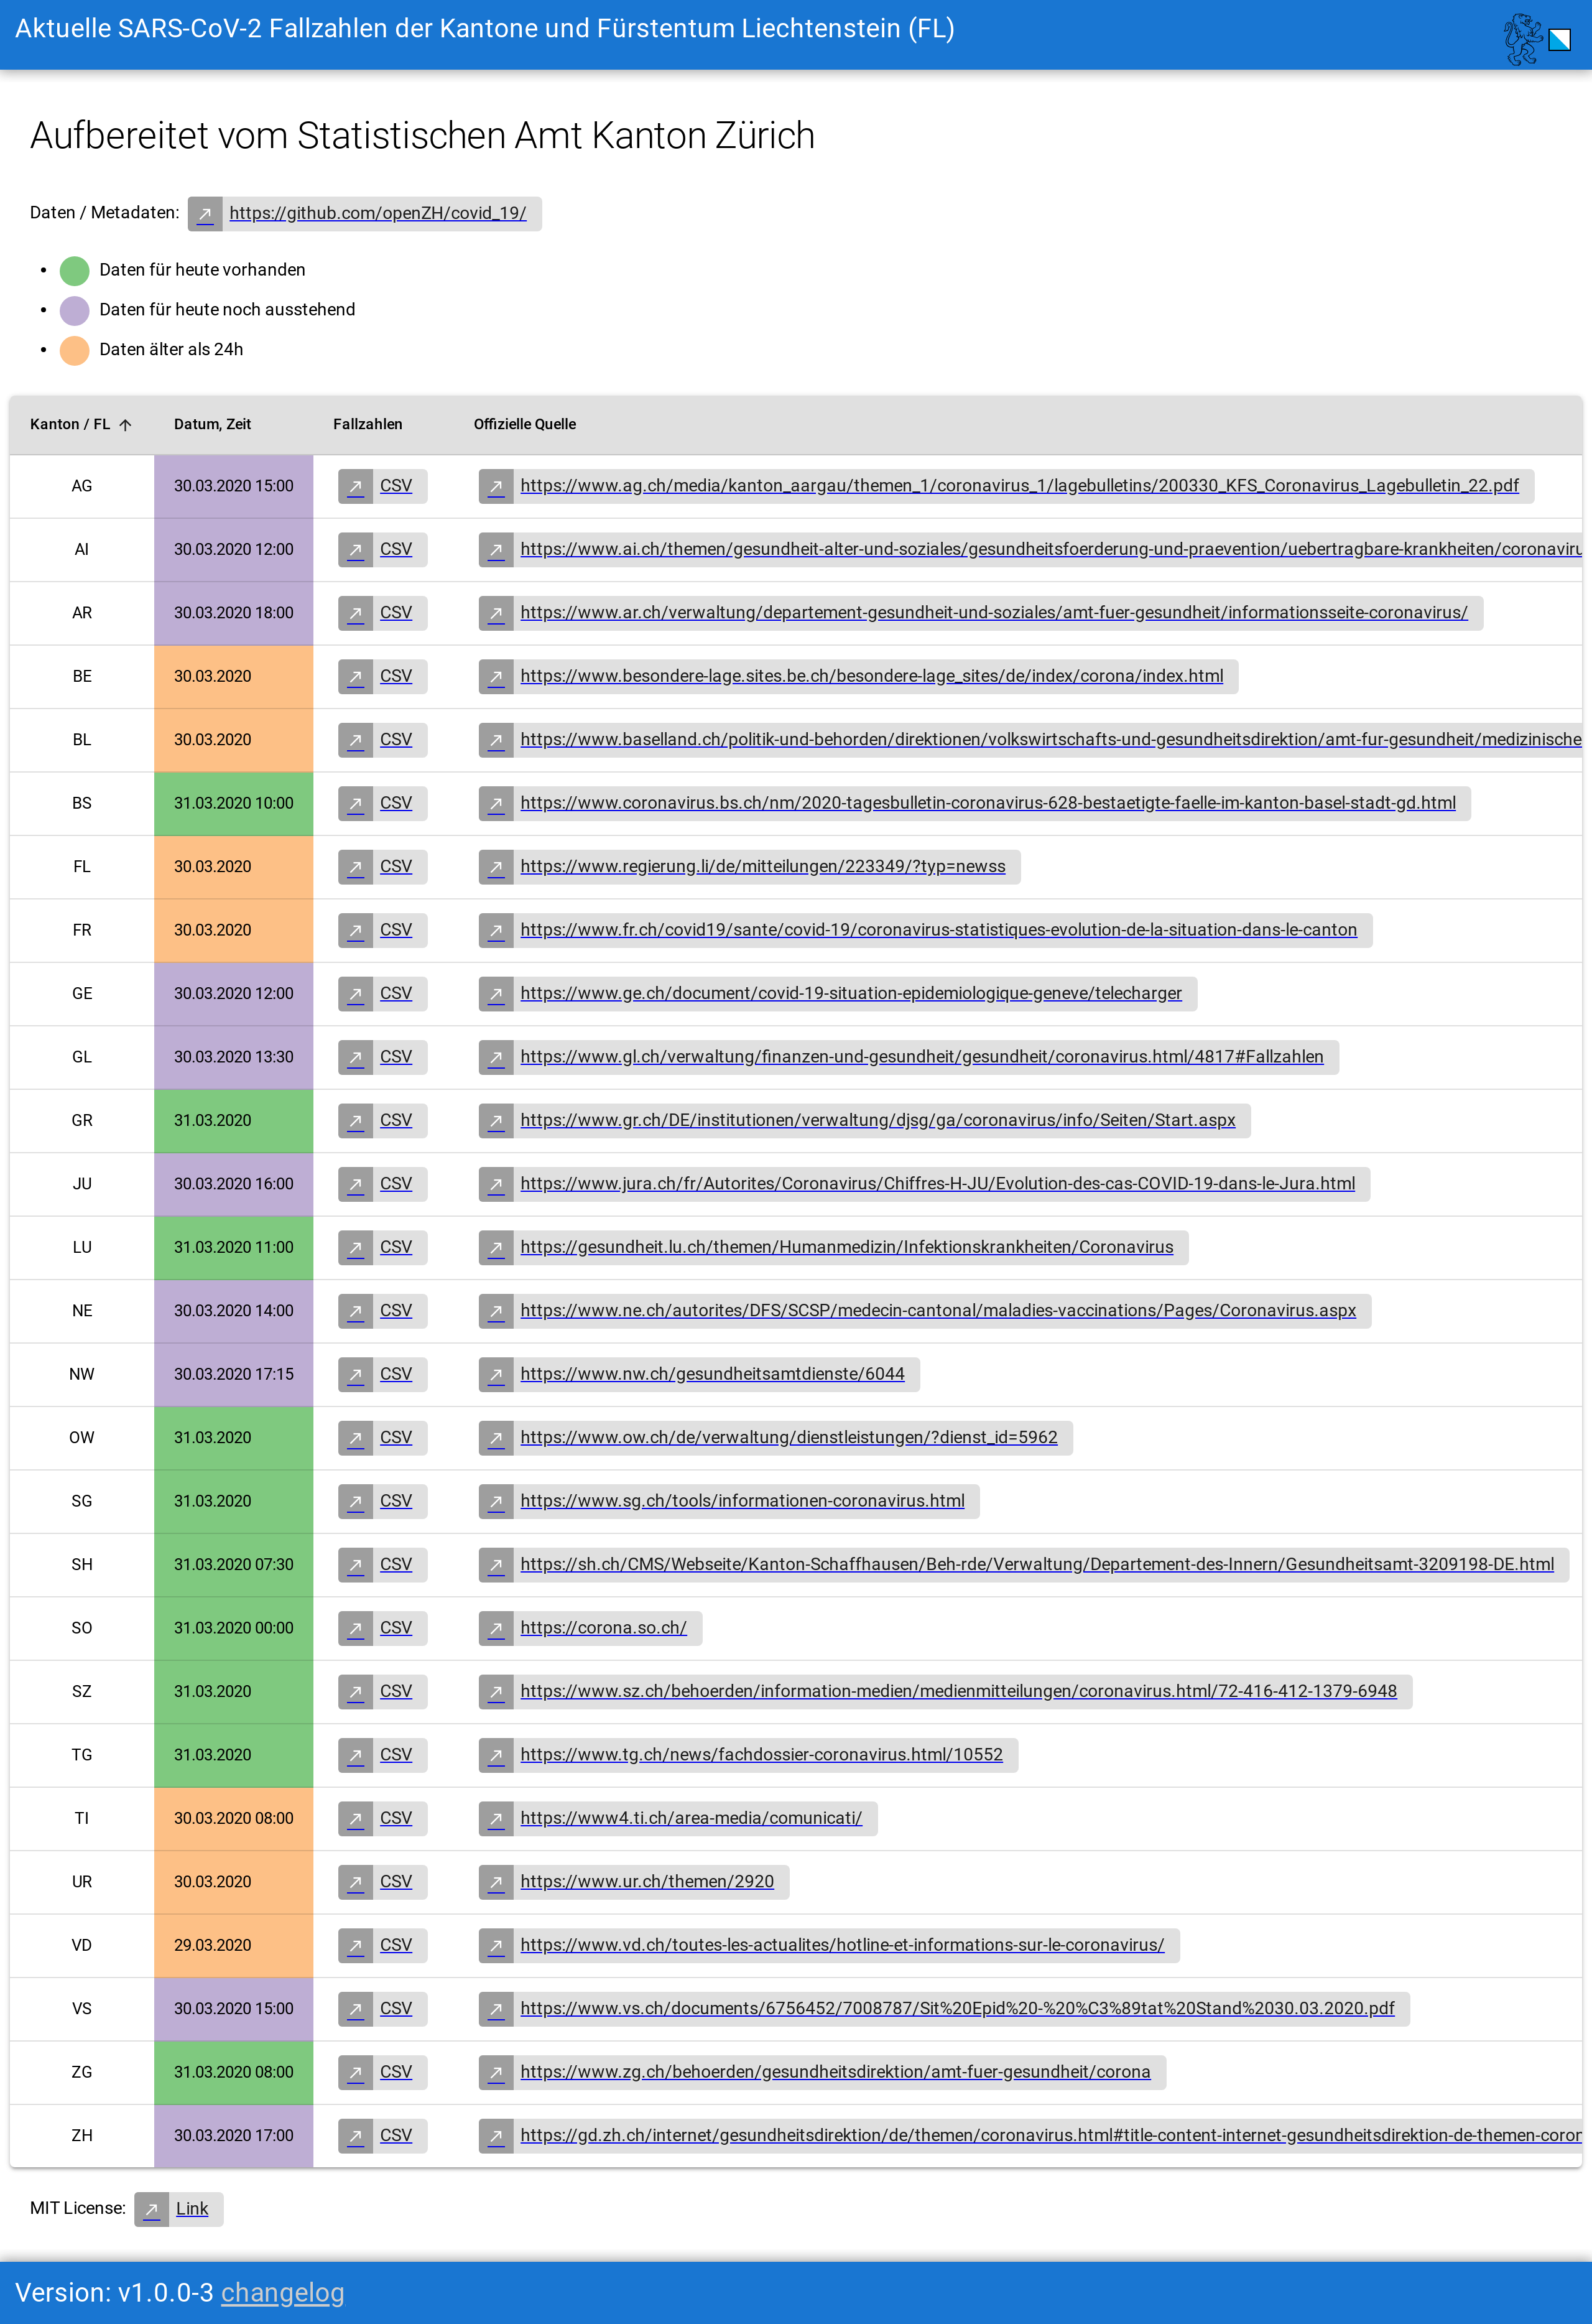 Aktuelle SARS-CoV-2 Fallzahlen der Kantone und Fürstentum Liechtenstein (FL)
Aufbereitet vom Statistischen Amt Kanton Zürich
Daten / Metadaten: https://github.com/openZH/covid_19/
Daten für heute vorhanden
Daten für heute noch ausstehend
Daten älter als 24h
Kanton / FL Datum, Zeit Fallzahlen Offizielle Quelle
AG 30.03.2020 15:00 CSV https://www.ag.ch/media/kanton_aargau/themen_1/coronavirus_1/lagebulletins/200330_KFS_Coronavirus_Lagebulletin_22.pdf
AI 30.03.2020 12:00 CSV https://www.ai.ch/themen/gesundheit-alter-und-soziales/gesundheitsfoerderung-und-praevention/uebertragbare-krankheiten/coronaviru
AR 30.03.2020 18:00 CSV https://www.ar.ch/verwaltung/departement-gesundheit-und-soziales/amt-fuer-gesundheit/informationsseite-coronavirus/
BE 30.03.2020 CSV https://www.besondere-lage.sites.be.ch/besondere-lage_sites/de/index/corona/index.html
BL 30.03.2020 CSV https://www.baselland.ch/politik-und-behorden/direktionen/volkswirtschafts-und-gesundheitsdirektion/amt-fur-gesundheit/medizinische
BS 31.03.2020 10:00 CSV https://www.coronavirus.bs.ch/nm/2020-tagesbulletin-coronavirus-628-bestaetigte-faelle-im-kanton-basel-stadt-gd.html
FL 30.03.2020 CSV https://www.regierung.li/de/mitteilungen/223349/?typ=newss
FR 30.03.2020 CSV https://www.fr.ch/covid19/sante/covid-19/coronavirus-statistiques-evolution-de-la-situation-dans-le-canton
GE 30.03.2020 12:00 CSV https://www.ge.ch/document/covid-19-situation-epidemiologique-geneve/telecharger
GL 30.03.2020 13:30 CSV https://www.gl.ch/verwaltung/finanzen-und-gesundheit/gesundheit/coronavirus.html/4817#Fallzahlen
GR 31.03.2020 CSV https://www.gr.ch/DE/institutionen/verwaltung/djsg/ga/coronavirus/info/Seiten/Start.aspx
JU 30.03.2020 16:00 CSV https://www.jura.ch/fr/Autorites/Coronavirus/Chiffres-H-JU/Evolution-des-cas-COVID-19-dans-le-Jura.html
LU 31.03.2020 11:00 CSV https://gesundheit.lu.ch/themen/Humanmedizin/Infektionskrankheiten/Coronavirus
NE 30.03.2020 14:00 CSV https://www.ne.ch/autorites/DFS/SCSP/medecin-cantonal/maladies-vaccinations/Pages/Coronavirus.aspx
NW 30.03.2020 17:15 CSV https://www.nw.ch/gesundheitsamtdienste/6044
OW 31.03.2020 CSV https://www.ow.ch/de/verwaltung/dienstleistungen/?dienst_id=5962
SG 31.03.2020 CSV https://www.sg.ch/tools/informationen-coronavirus.html
SH 31.03.2020 07:30 CSV https://sh.ch/CMS/Webseite/Kanton-Schaffhausen/Beh-rde/Verwaltung/Departement-des-Innern/Gesundheitsamt-3209198-DE.html
SO 31.03.2020 00:00 CSV https://corona.so.ch/
SZ 31.03.2020 CSV https://www.sz.ch/behoerden/information-medien/medienmitteilungen/coronavirus.html/72-416-412-1379-6948
TG 31.03.2020 CSV https://www.tg.ch/news/fachdossier-coronavirus.html/10552
TI 30.03.2020 08:00 CSV https://www4.ti.ch/area-media/comunicati/
UR 30.03.2020 CSV https://www.ur.ch/themen/2920
VD 29.03.2020 CSV https://www.vd.ch/toutes-les-actualites/hotline-et-informations-sur-le-coronavirus/
VS 30.03.2020 15:00 CSV https://www.vs.ch/documents/6756452/7008787/Sit%20Epid%20-%20%C3%89tat%20Stand%2030.03.2020.pdf
ZG 31.03.2020 08:00 CSV https://www.zg.ch/behoerden/gesundheitsdirektion/amt-fuer-gesundheit/corona
ZH 30.03.2020 17:00 CSV https://gd.zh.ch/internet/gesundheitsdirektion/de/themen/coronavirus.html#title-content-internet-gesundheitsdirektion-de-themen-coron
MIT License: Link
Version: v1.0.0-3 changelog